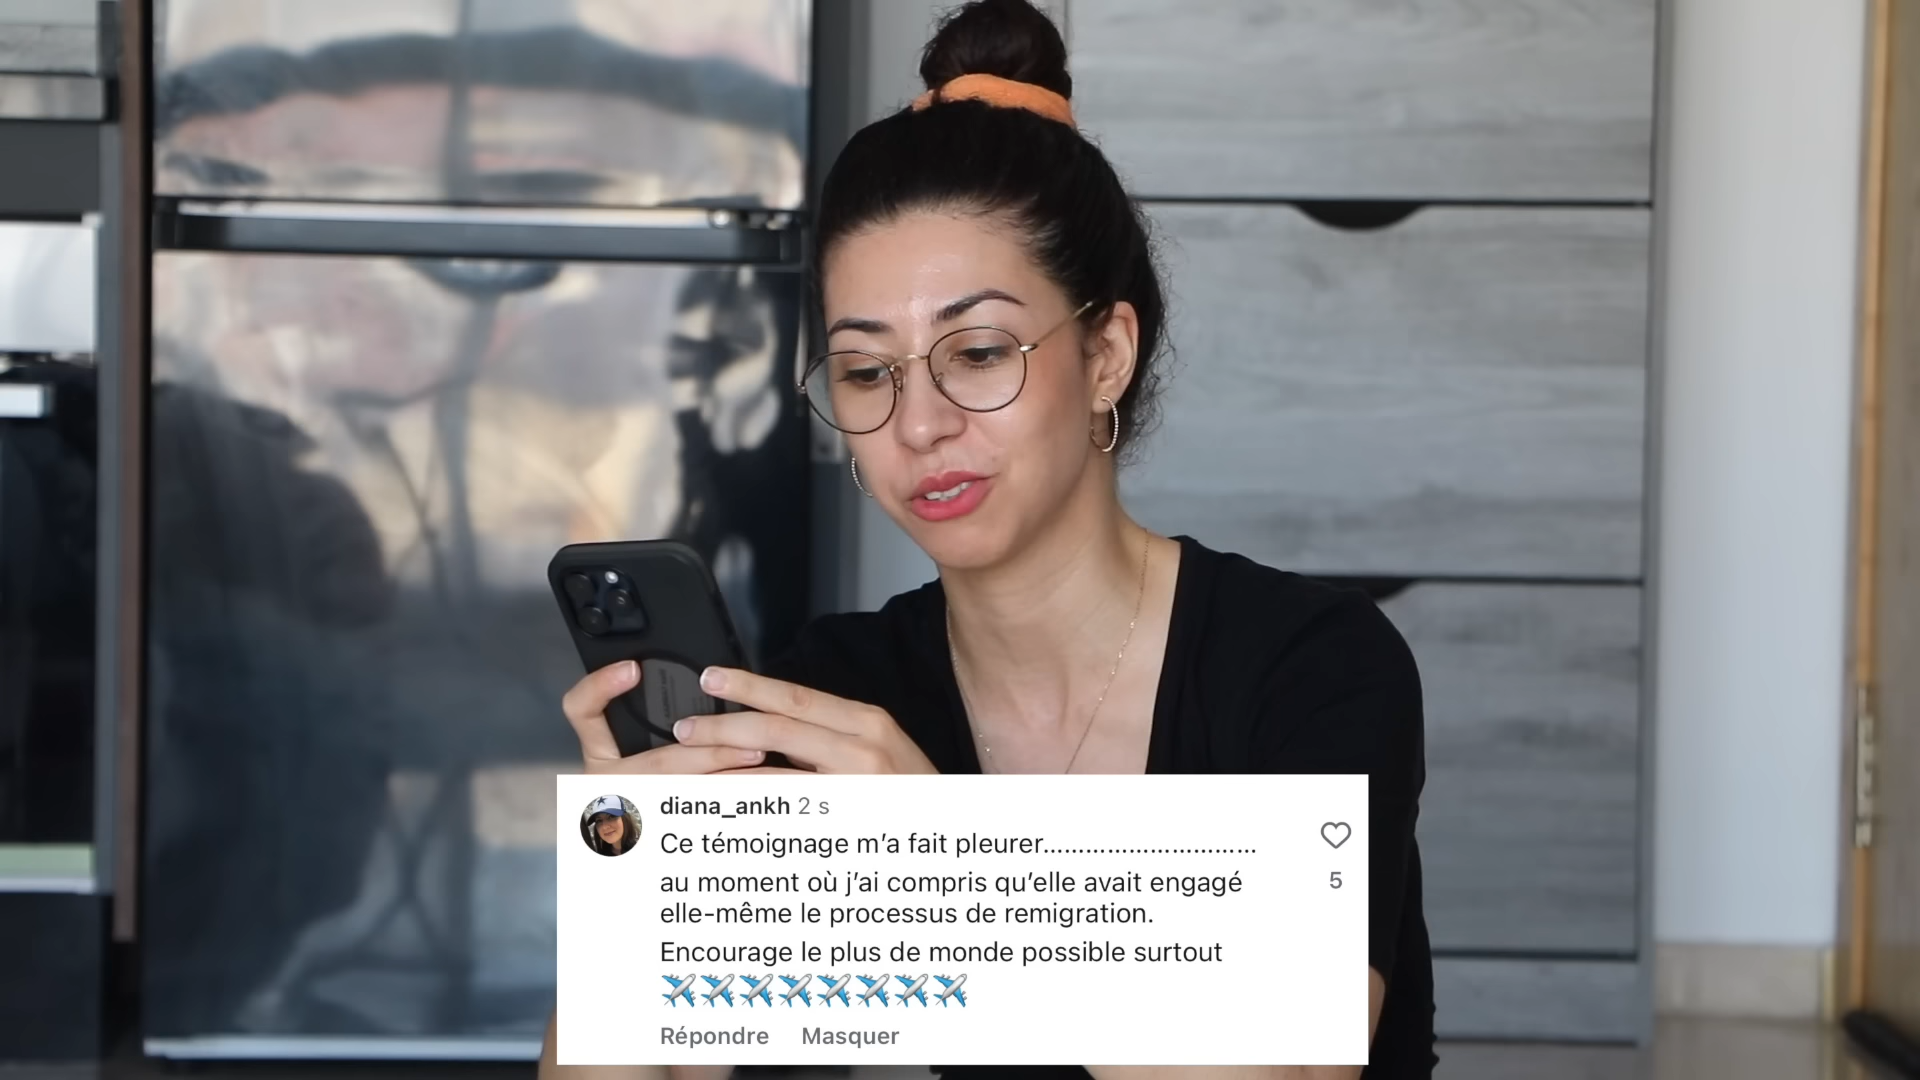 diana_ankh 2 s
Ce témoignage m’a fait pleurer..............................
au moment où j’ai compris qu’elle avait engagé
elle-même le processus de remigration.
Encourage le plus de monde possible surtout
✈️✈️✈️✈️✈️✈️✈️✈️
5
Répondre Masquer